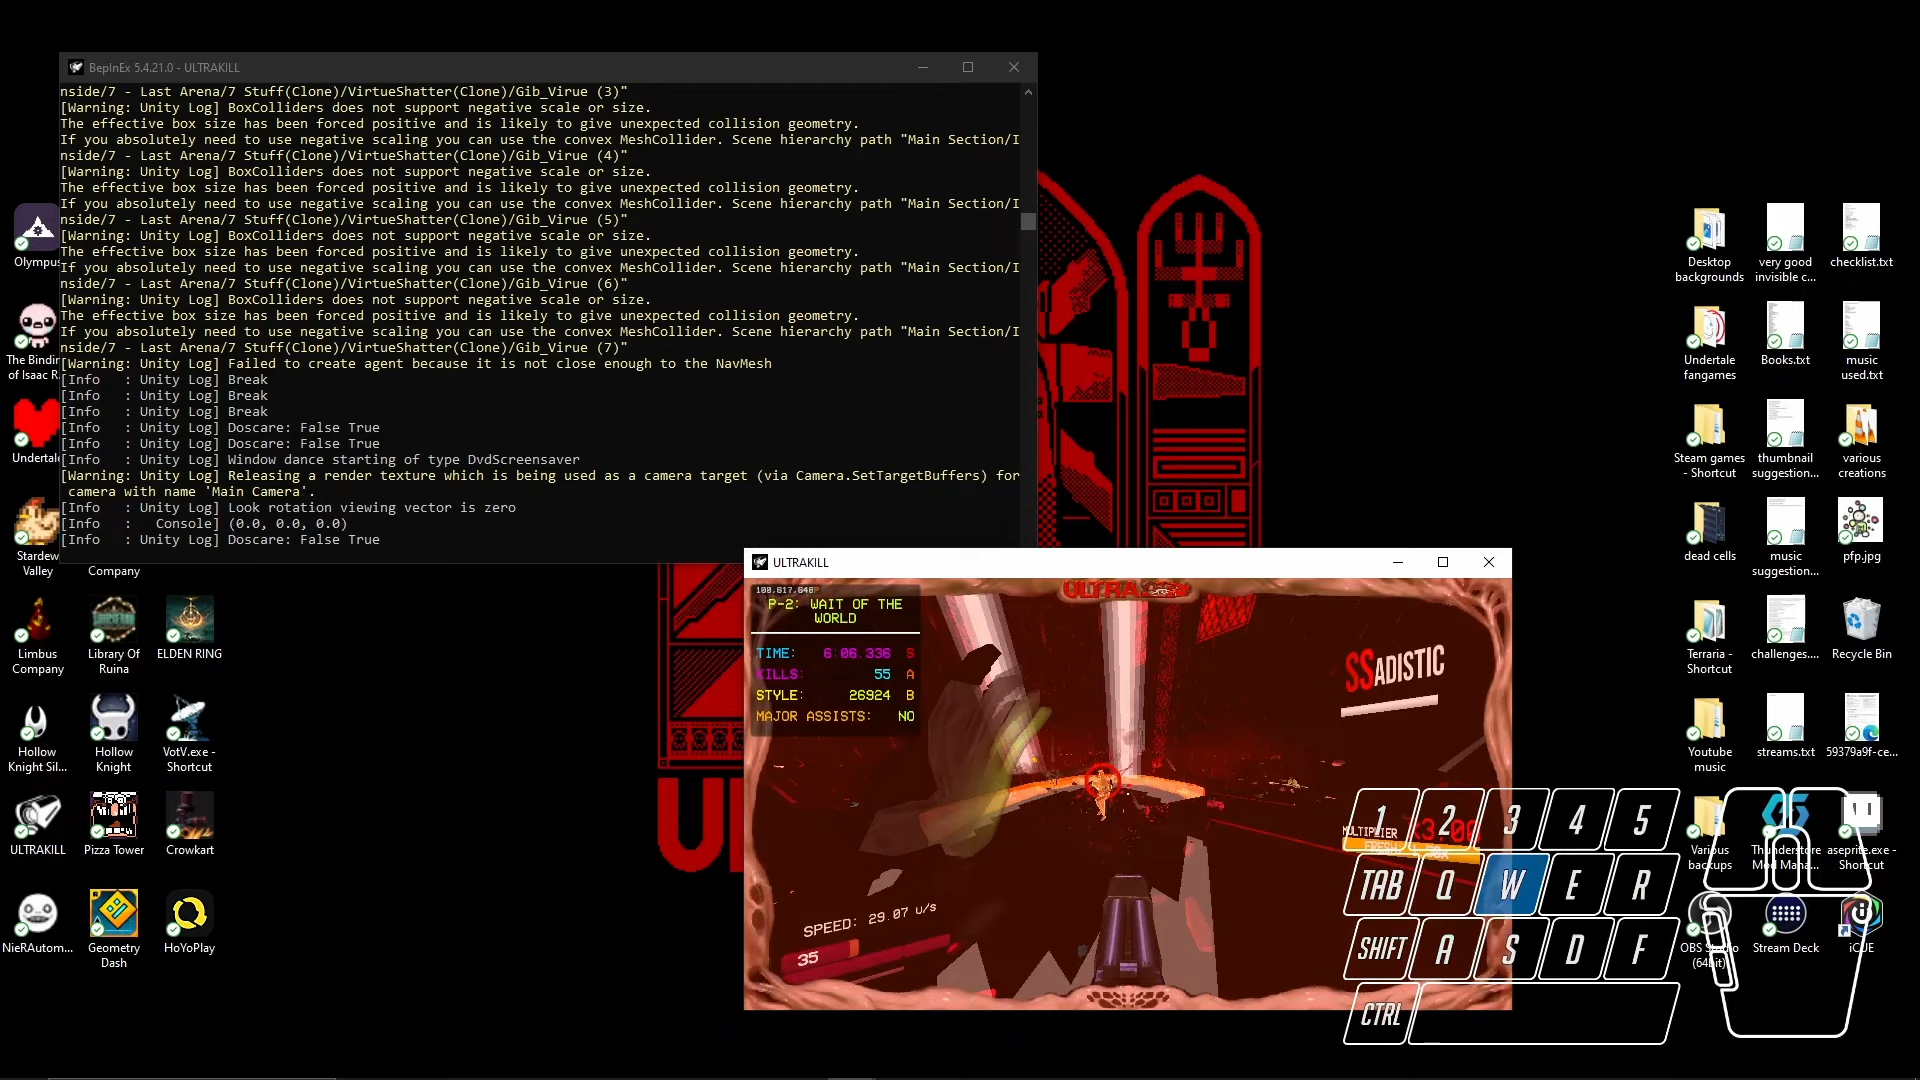 BepInEx 5.4.21.0 - ULTRAKILL
nside/7 - Last Arena/7 Stuff(Clone)/VirtueShatter(Clone)/Gib_Virue (3)"
[Warning: Unity Log] BoxColliders does not support negative scale or size.
The effective box size has been forced positive and is likely to give unexpected collision geometry.
If you absolutely need to use negative scaling you can use the convex MeshCollider. Scene hierarchy path "Main Section/I
nside/7 - Last Arena/7 Stuff(Clone)/VirtueShatter(Clone)/Gib_Virue (4)"
[Warning: Unity Log] BoxColliders does not support negative scale or size.
The effective box size has been forced positive and is likely to give unexpected collision geometry.
If you absolutely need to use negative scaling you can use the convex MeshCollider. Scene hierarchy path "Main Section/I
nside/7 - Last Arena/7 Stuff(Clone)/VirtueShatter(Clone)/Gib_Virue (5)"
[Warning: Unity Log] BoxColliders does not support negative scale or size.
The effective box size has been forced positive and is likely to give unexpected collision geometry.
If you absolutely need to use negative scaling you can use the convex MeshCollider. Scene hierarchy path "Main Section/I
nside/7 - Last Arena/7 Stuff(Clone)/VirtueShatter(Clone)/Gib_Virue (6)"
[Warning: Unity Log] BoxColliders does not support negative scale or size.
The effective box size has been forced positive and is likely to give unexpected collision geometry.
If you absolutely need to use negative scaling you can use the convex MeshCollider. Scene hierarchy path "Main Section/I
nside/7 - Last Arena/7 Stuff(Clone)/VirtueShatter(Clone)/Gib_Virue (7)"
[Warning: Unity Log] Failed to create agent because it is not close enough to the NavMesh
[Info   : Unity Log] Break
[Info   : Unity Log] Break
[Info   : Unity Log] Break
[Info   : Unity Log] Doscare: False True
[Info   : Unity Log] Doscare: False True
[Info   : Unity Log] Window dance starting of type DvdScreensaver
[Warning: Unity Log] Releasing a render texture which is being used as a camera target (via Camera.SetTargetBuffers) for
 camera with name 'Main Camera'.
[Info   : Unity Log] Look rotation viewing vector is zero
[Info   :   Console] (0.0, 0.0, 0.0)
[Info   : Unity Log] Doscare: False True
Olympus
The Bindin
of Isaac R
Undertale
Stardew
Valley
Company
Limbus
Company
Library Of
Ruina
ELDEN RING
Hollow
Knight Sil...
Hollow
Knight
VotV.exe -
Shortcut
ULTRAKILL
Pizza Tower
Crowkart
NieRAutom...
Geometry
Dash
HoYoPlay
ULTRAKILL
P-2: WAIT OF THE
WORLD
TIME: 6:06.336 S
KILLS: 55 A
STYLE: 26924 B
MAJOR ASSISTS: NO
SSADISTIC
MULTIPLIER
SPEED: 29.07 u/s
35
1 2 3 4 5
TAB Q W E R
SHIFT A S D F
CTRL
Desktop
backgrounds
very good
invisible c...
checklist.txt
Undertale
fangames
Books.txt
music
used.txt
Steam games
- Shortcut
thumbnail
suggestion...
various
creations
dead cells
music
suggestion...
pfp.jpg
Terraria -
Shortcut
challenges....
Recycle Bin
Youtube
music
streams.txt
59379a9f-ce...
Various
backups
Thunderstore
Mod Mana...
aseprite.exe -
Shortcut
OBS Studio
(64bit)
Stream Deck
iCUE